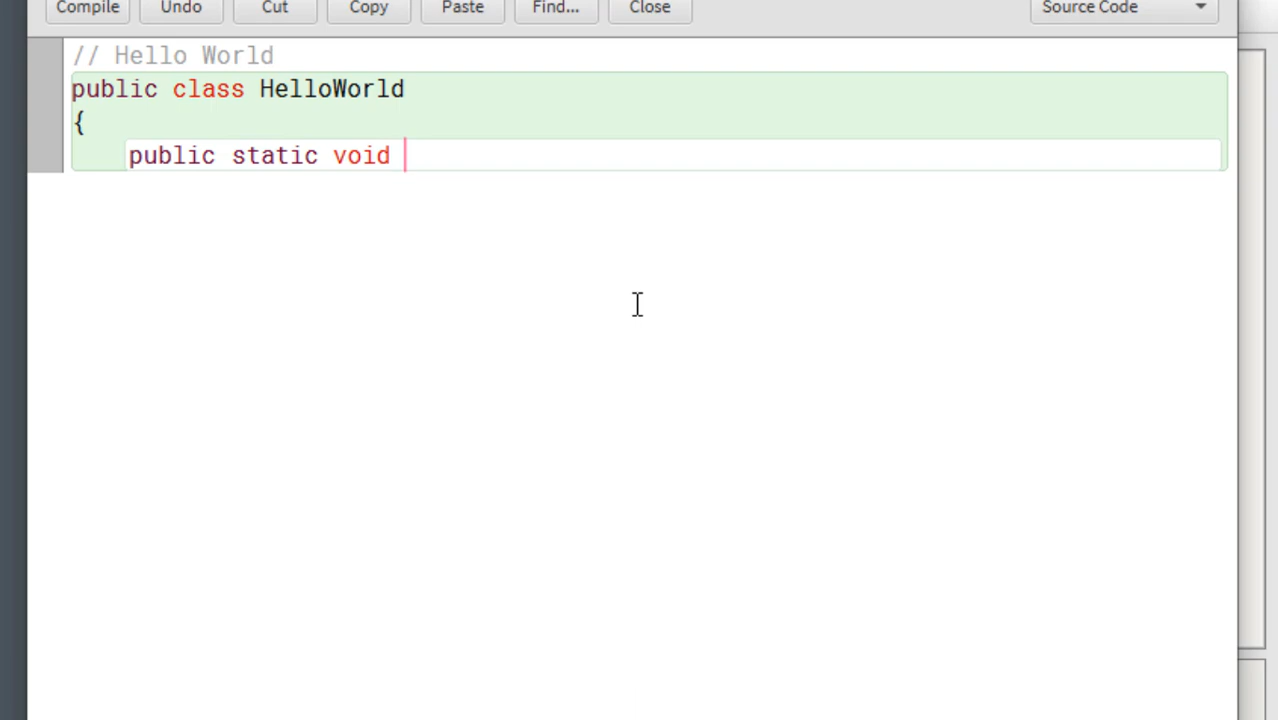 Compile Undo Cut Copy Paste Find... Close Source Code
// Hello World
public class HelloWorld
{
    public static void